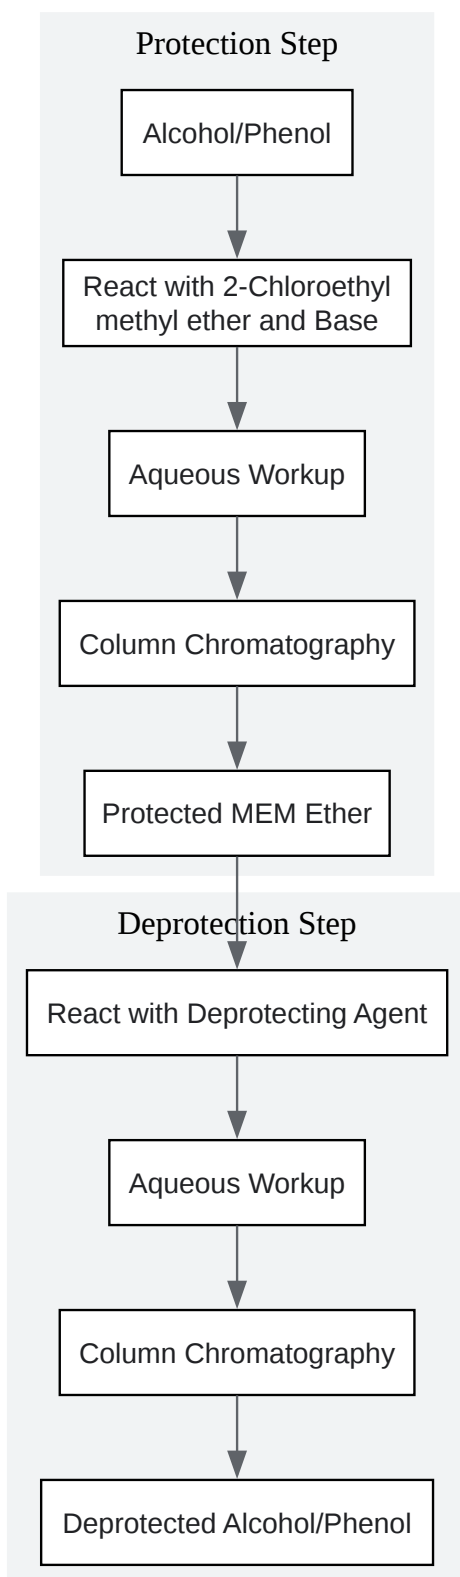 Protection Step
Alcohol/Phenol
React with 2-Chloroethyl
methyl ether and Base
Aqueous Workup
Column Chromatography
Protected MEM Ether
Deprotection Step
React with Deprotecting Agent
Aqueous Workup
Column Chromatography
Deprotected Alcohol/Phenol